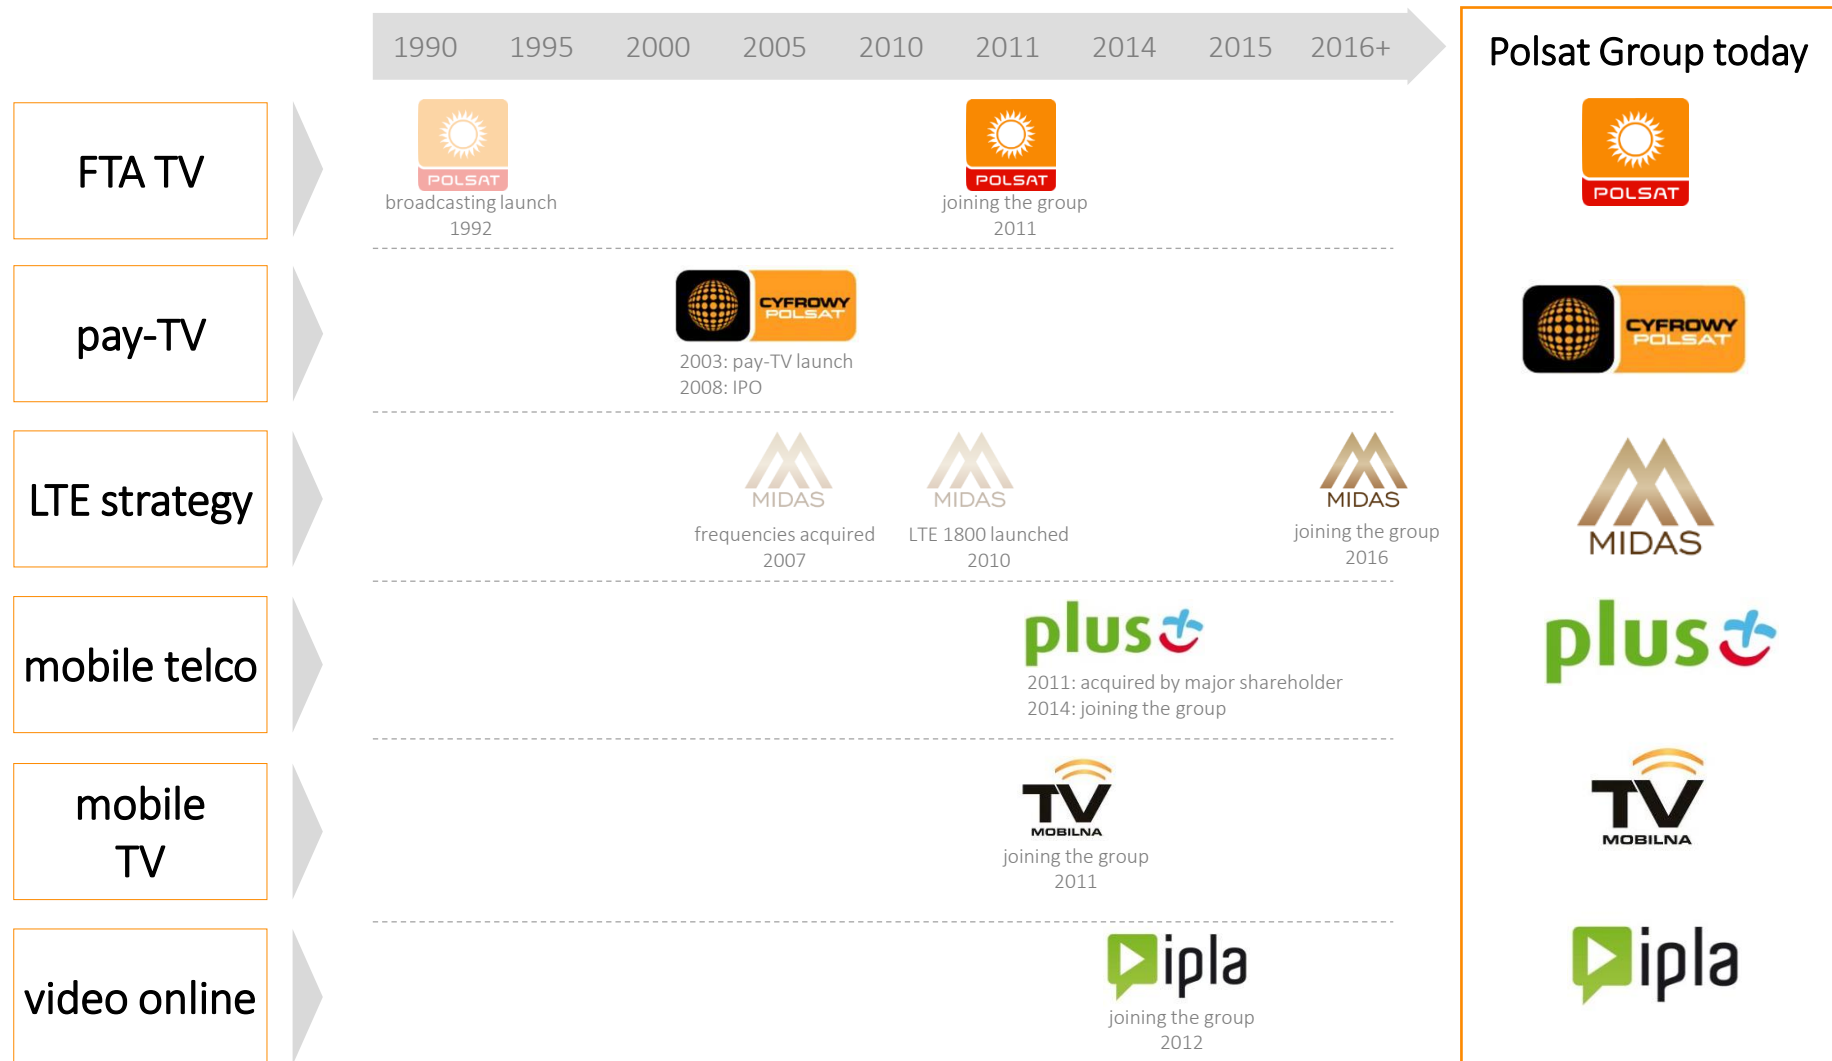 1990 1995 2000 2005 2010 2011 2014 2015 2016+
Polsat Group today
FTA TV
POLSAT
broadcasting launch
1992
POLSAT
joining the group
2011
POLSAT
pay-TV
CYFROWY
POLSAT
2003: pay-TV launch
2008: IPO
CYFROWY
POLSAT
LTE strategy
MIDAS
frequencies acquired
2007
MIDAS
LTE 1800 launched
2010
MIDAS
joining the group
2016
MIDAS
mobile telco
plus
2011: acquired by major shareholder
2014: joining the group
plus
mobile
TV
TV
MOBILNA
joining the group
2011
TV
MOBILNA
video online
ipla
joining the group
2012
ipla